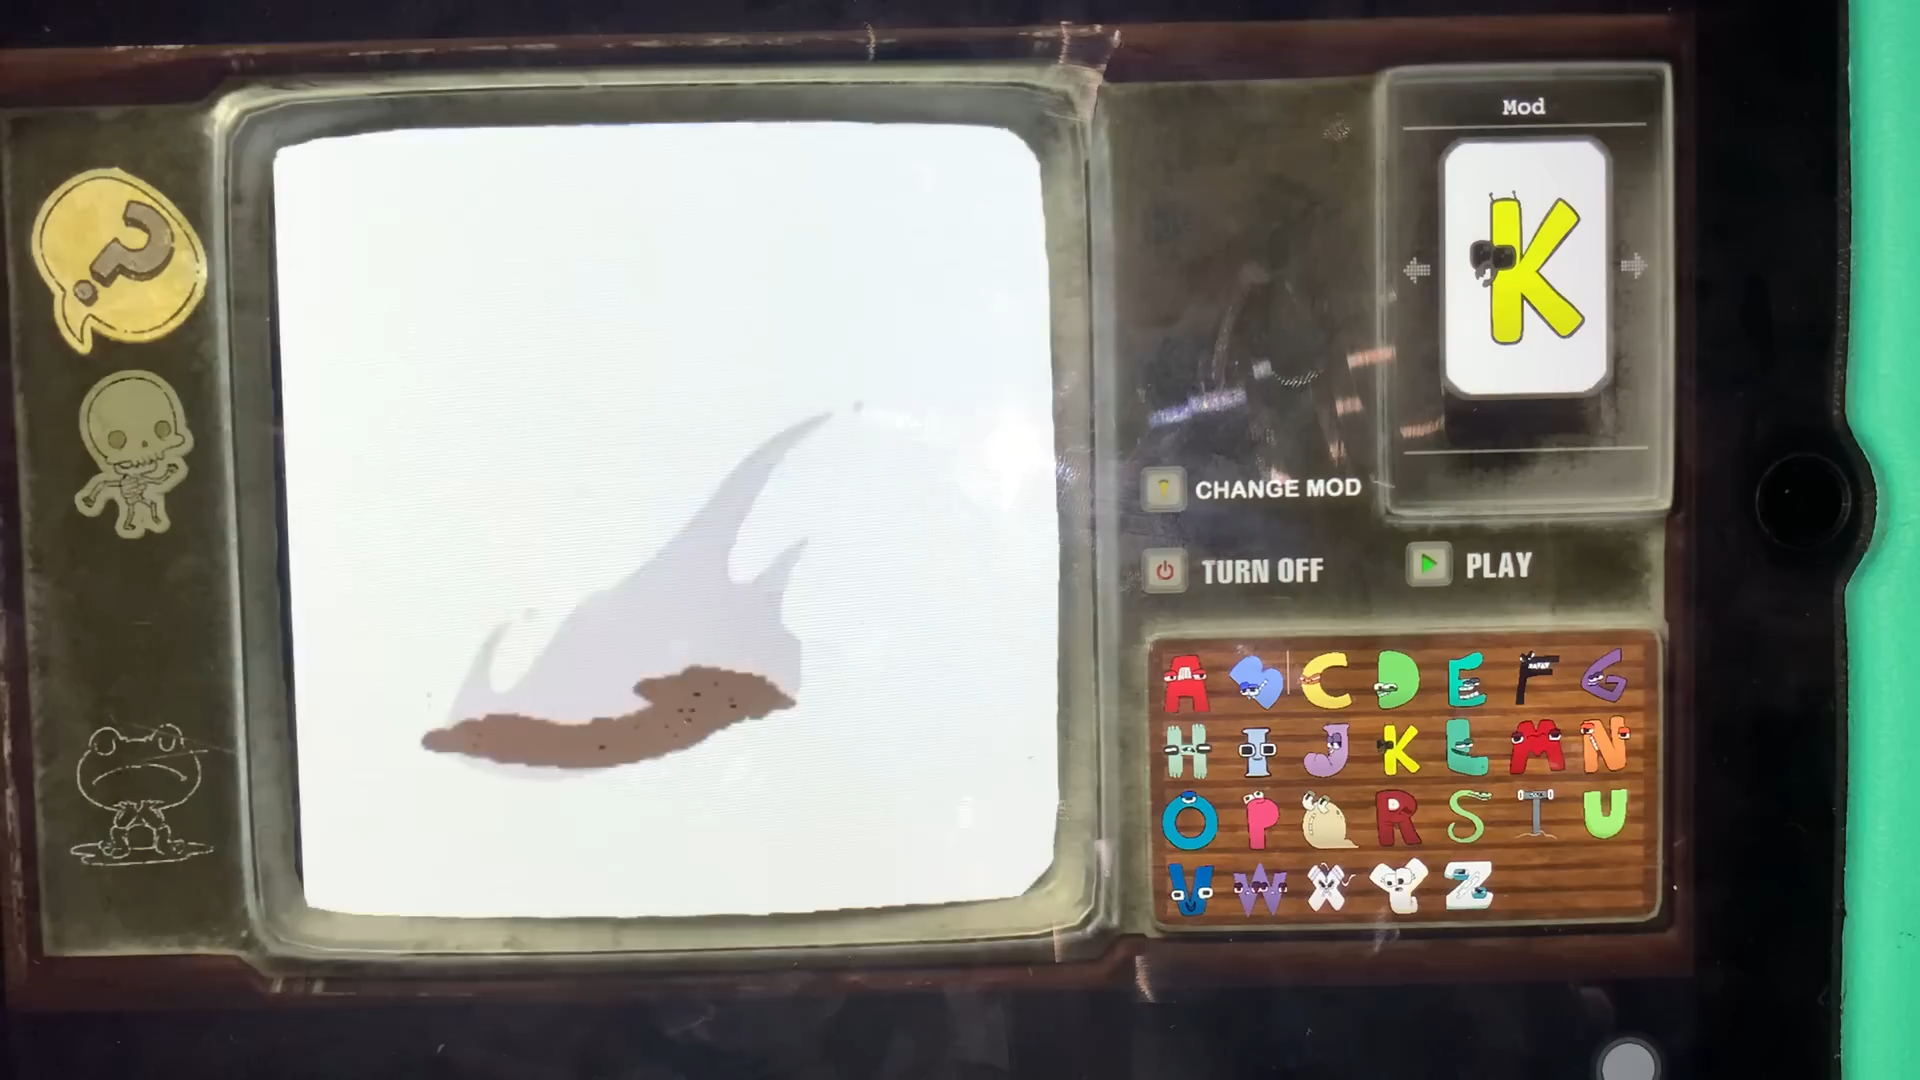 Mod
K
CHANGE MOD
TURN OFF
PLAY
A B C D E F G
H I J K L M N
O P Q R S T U
V W X Y Z